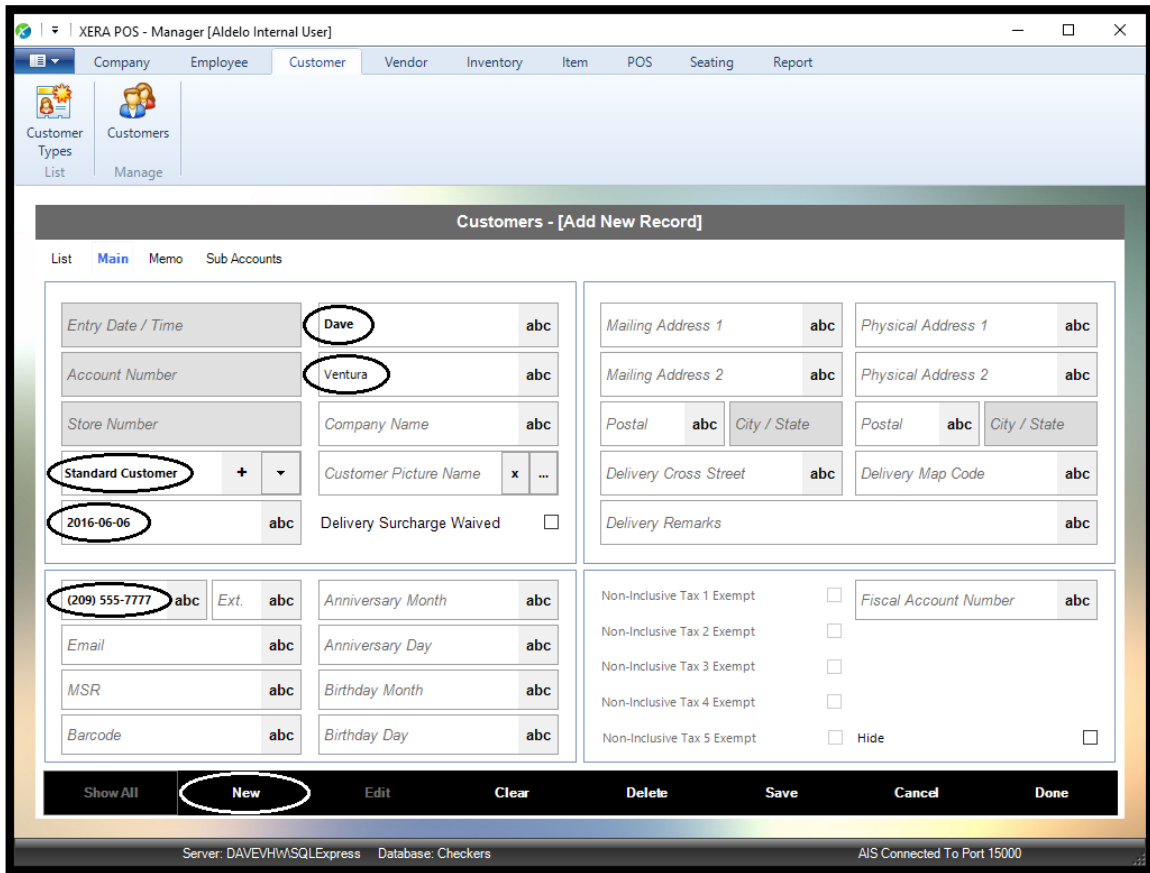 XERA POS - Manager [Aldelo Internal User]
Company Employee Customer Vendor Inventory Item POS Seating Report
Customer Types
Customers
List
Manage
Customers - [Add New Record]
List Main Memo Sub Accounts
Entry Date / Time
Dave abc
Account Number
Ventura abc
Store Number
Company Name abc
Standard Customer + 
Customer Picture Name x ...
2016-06-06 abc
Delivery Surcharge Waived
Mailing Address 1 abc
Physical Address 1 abc
Mailing Address 2 abc
Physical Address 2 abc
Postal abc City / State
Postal abc City / State
Delivery Cross Street abc
Delivery Map Code abc
Delivery Remarks abc
(209) 555-7777 abc Ext. abc
Anniversary Month abc
Email abc
Anniversary Day abc
MSR abc
Birthday Month abc
Barcode abc
Birthday Day abc
Non-Inclusive Tax 1 Exempt
Fiscal Account Number abc
Non-Inclusive Tax 2 Exempt
Non-Inclusive Tax 3 Exempt
Non-Inclusive Tax 4 Exempt
Non-Inclusive Tax 5 Exempt
Hide
Show All New Edit Clear Delete Save Cancel Done
Server: DAVEVHW\SQLExpress Database: Checkers AIS Connected To Port 15000